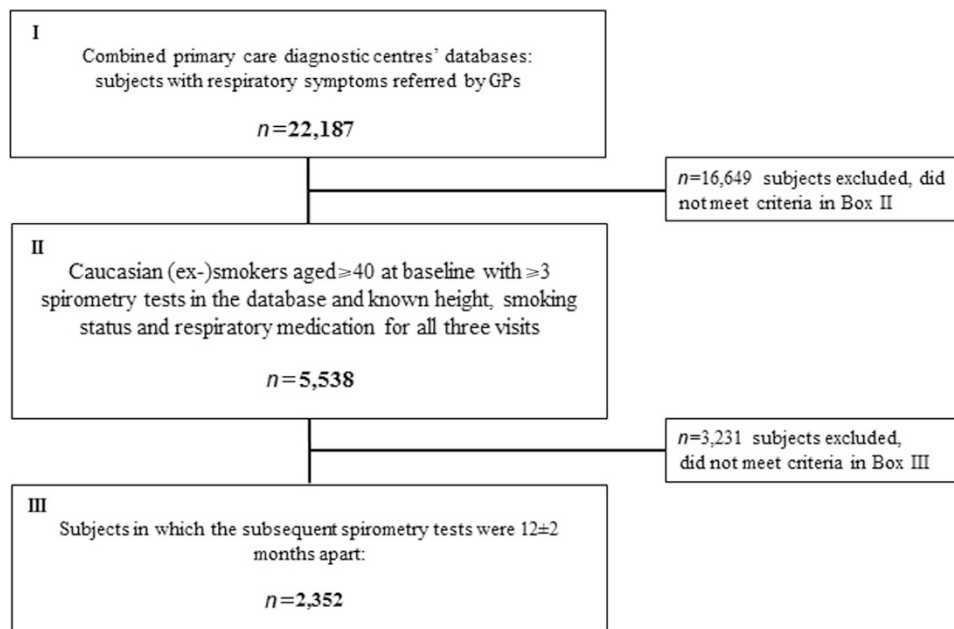 I
Combined primary care diagnostic centres' databases:
subjects with respiratory symptoms referred by GPs
n=22,187
n=16,649 subjects excluded, did
not meet criteria in Box II
II
Caucasian (ex-)smokers aged≥40 at baseline with ≥3
spirometry tests in the database and known height, smoking
status and respiratory medication for all three visits
n=5,538
n=3,231 subjects excluded,
did not meet criteria in Box III
III
Subjects in which the subsequent spirometry tests were 12±2
months apart:
n=2,352